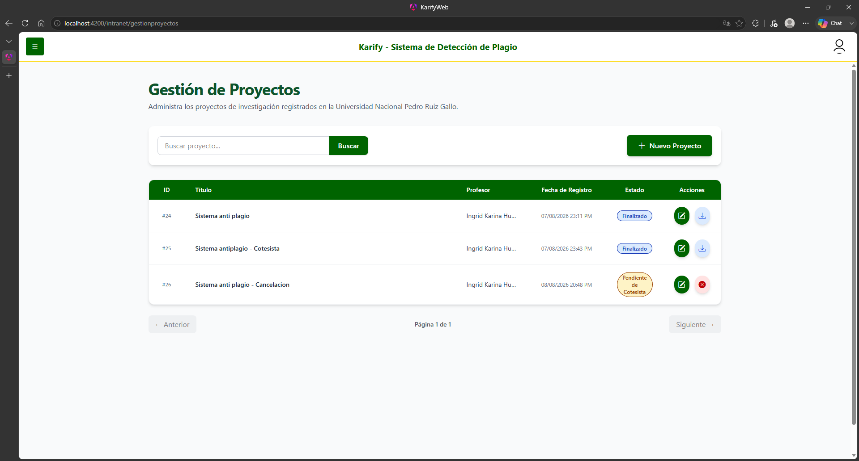 KarifyWeb
localhost:4200/intranet/gestionproyectos
Chat
Karify - Sistema de Detección de Plagio
Gestión de Proyectos
Administra los proyectos de investigación registrados en la Universidad Nacional Pedro Ruiz Gallo.
Buscar proyecto...
Buscar
+ Nuevo Proyecto
ID Título Profesor Fecha de Registro Estado Acciones
#24 Sistema anti plagio Ingrid Karina Hu... 07/08/2026 23:11 PM Finalizado
#25 Sistema antiplagio - Cotesista Ingrid Karina Hu... 07/08/2026 23:43 PM Finalizado
#26 Sistema anti plagio - Cancelacion Ingrid Karina Hu... 08/08/2026 20:48 PM Pendiente de Cotesista
← Anterior
Página 1 de 1
Siguiente →